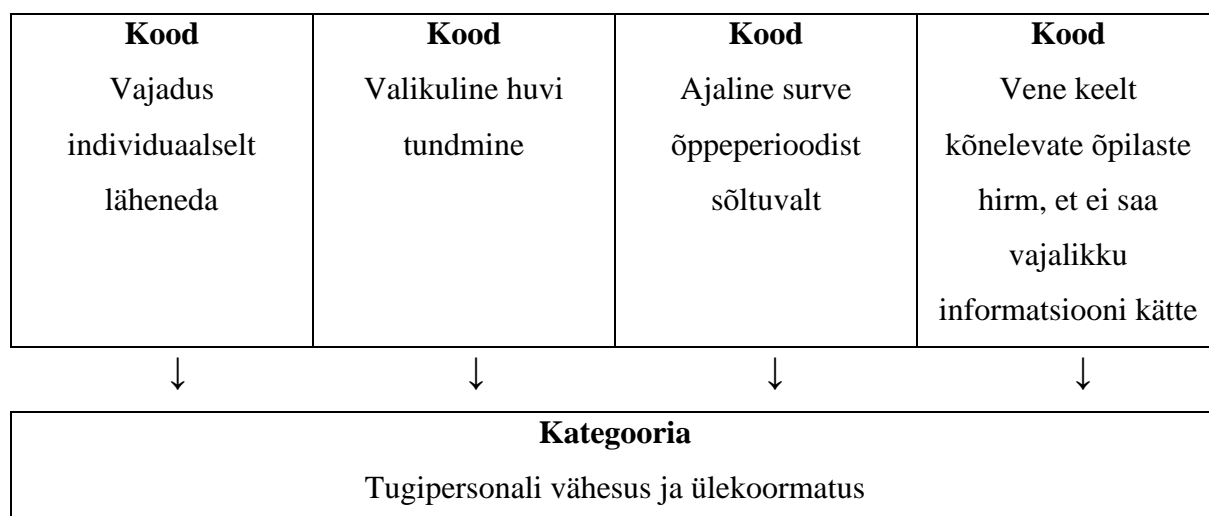 Kood
Vajadus
individuaalselt
läheneda
Kood
Valikuline huvi
tundmine
Kood
Ajaline surve
õppeperioodist
sõltuvalt
Kood
Vene keelt
kõnelevate õpilaste
hirm, et ei saa
vajalikku
informatsiooni kätte
↓ ↓ ↓ ↓
Kategooria
Tugipersonali vähesus ja ülekoormatus